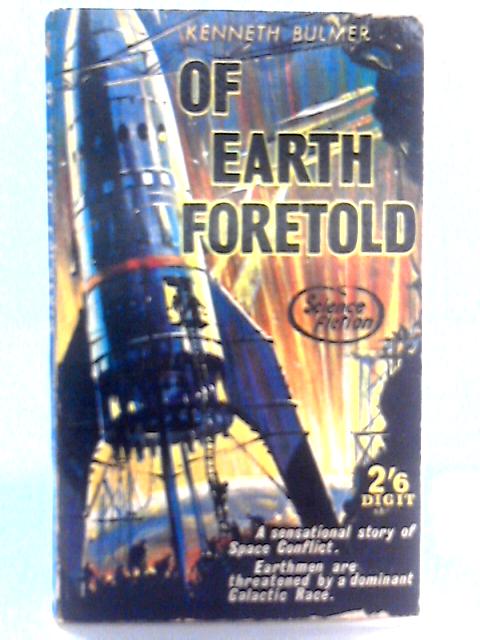 KENNETH BULMER
OF
EARTH
FORETOLD
Science
Fiction
2'6
DIGIT
A sensational story of
Space Conflict.
Earthmen are
threatened by a dominant
Galactic Race.